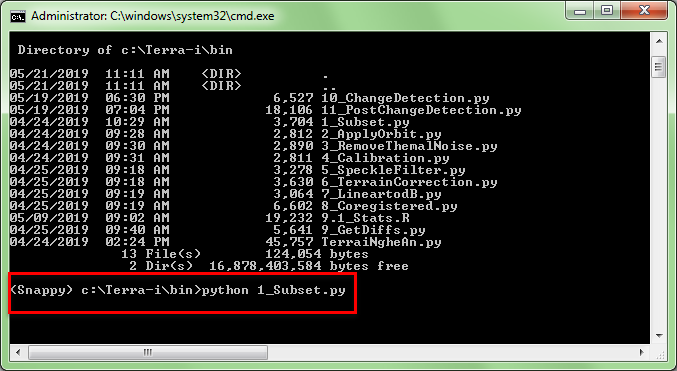 Administrator: C:\windows\system32\cmd.exe
Directory of c:\Terra-i\bin
05/21/2019  11:11 AM    <DIR>          .
05/21/2019  11:11 AM    <DIR>          ..
05/19/2019  06:30 PM             6,527 10_ChangeDetection.py
05/19/2019  07:04 PM            18,106 11_PostChangeDetection.py
04/24/2019  10:29 AM             3,704 1_Subset.py
04/24/2019  09:28 AM             2,812 2_ApplyOrbit.py
04/24/2019  09:30 AM             2,890 3_RemoveThemalNoise.py
04/24/2019  09:31 AM             2,811 4_Calibration.py
04/25/2019  09:18 AM             3,278 5_SpeckleFilter.py
04/25/2019  09:18 AM             3,630 6_TerrainCorrection.py
04/25/2019  09:19 AM             3,064 7_LineartodB.py
04/25/2019  09:19 AM             6,602 8_Coregistered.py
05/09/2019  09:02 AM            19,232 9.1_Stats.R
04/25/2019  09:40 AM             5,641 9_GetDiffs.py
04/24/2019  02:24 PM            45,757 TerraiNgheAn.py
13 File(s)        124,054 bytes
2 Dir(s)  16,878,403,584 bytes free
(Snappy) c:\Terra-i\bin>python 1_Subset.py